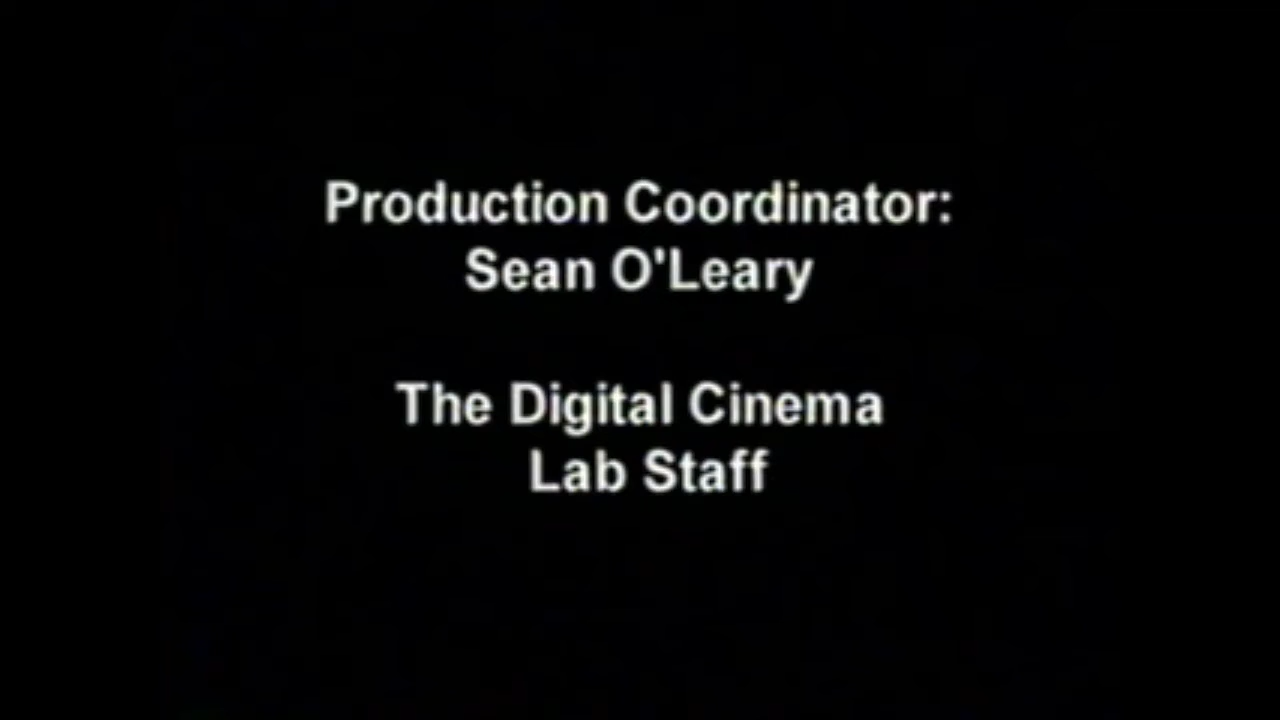 Production Coordinator:
Sean O'Leary
The Digital Cinema
Lab Staff